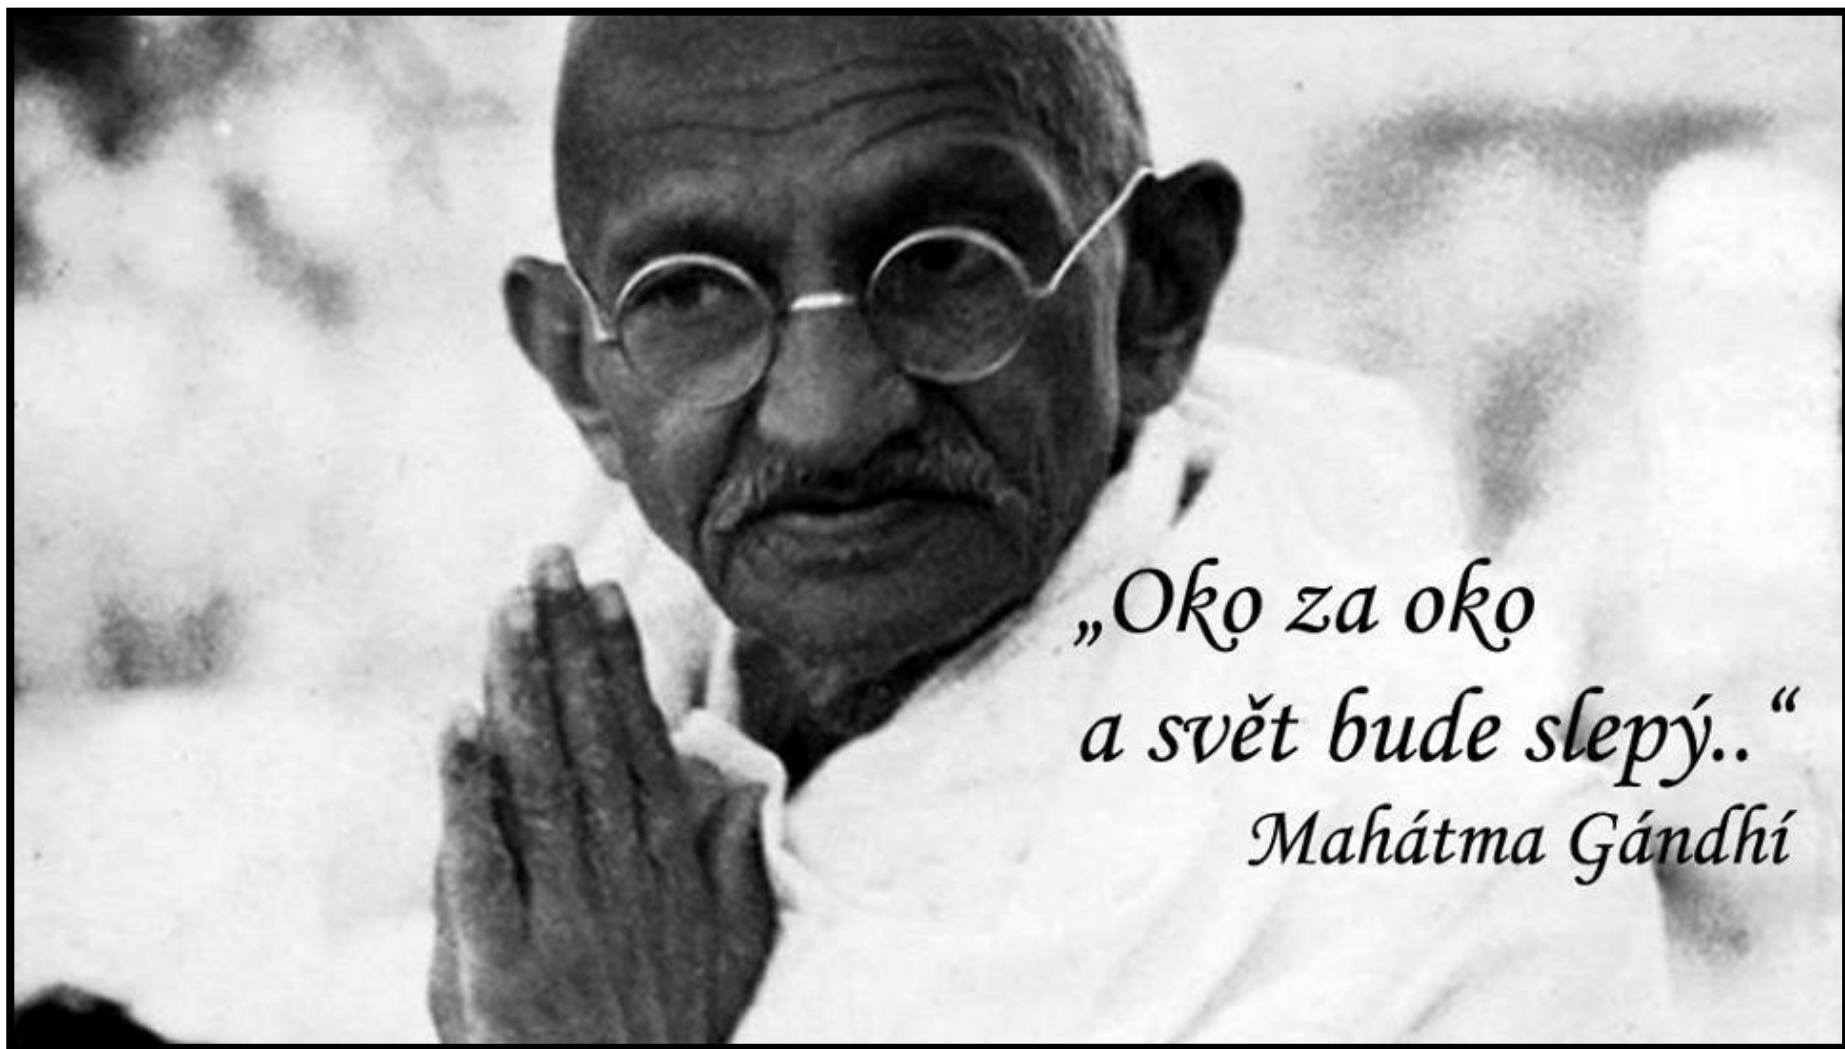 „Oko za oko
a svět bude slepý..“
Mahátma Gándhí